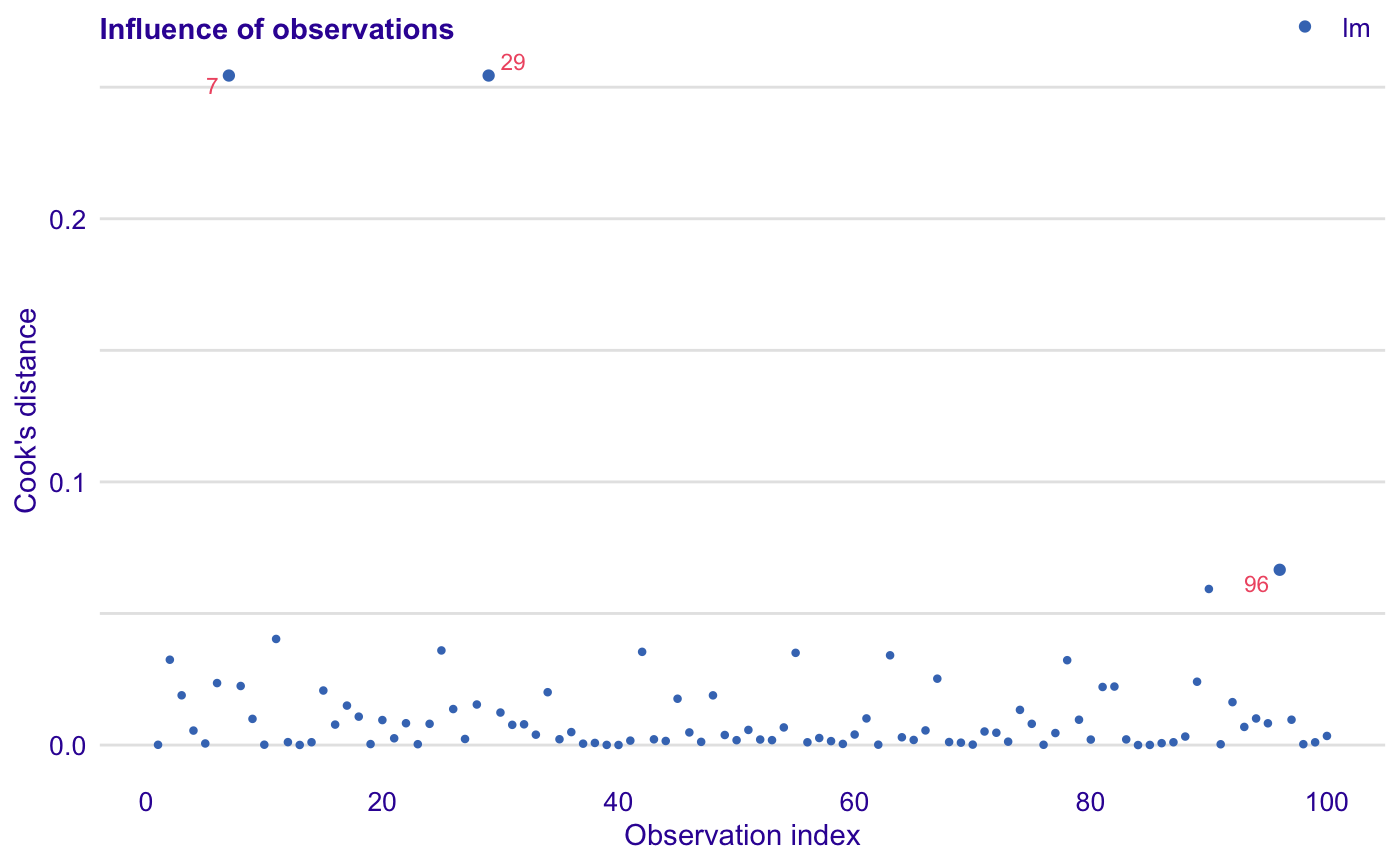 Influence of observations
lm
7
29
0.2
0.1
96
0.0
Cook's distance
0 20 40 60 80 100
Observation index